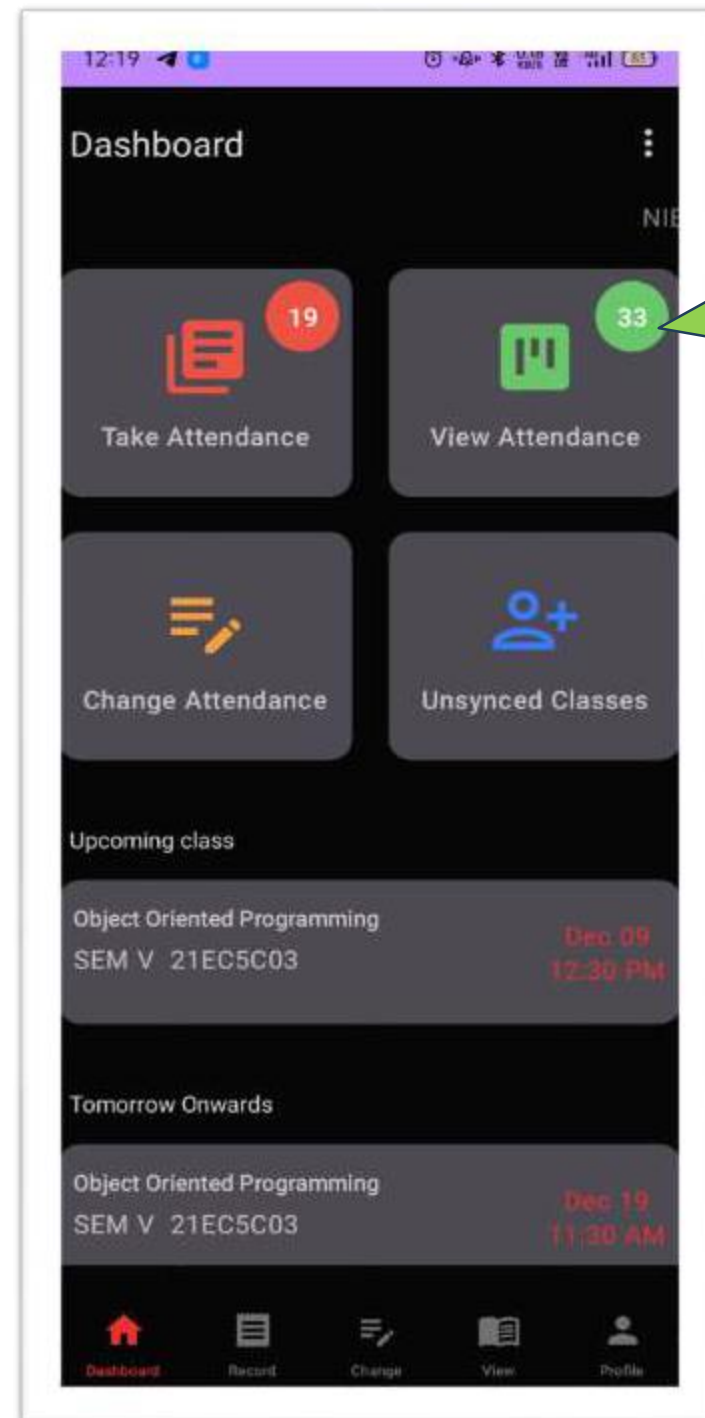 12:19
Dashboard
NIE
19
33
Take Attendance
View Attendance
Change Attendance
Unsynced Classes
Upcoming class
Object Oriented Programming
SEM V 21EC5C03
Dec 09
12:30 PM
Tomorrow Onwards
Object Oriented Programming
SEM V 21EC5C03
Dec 19
11:30 AM
Dashboard
Record
Change
View
Profile